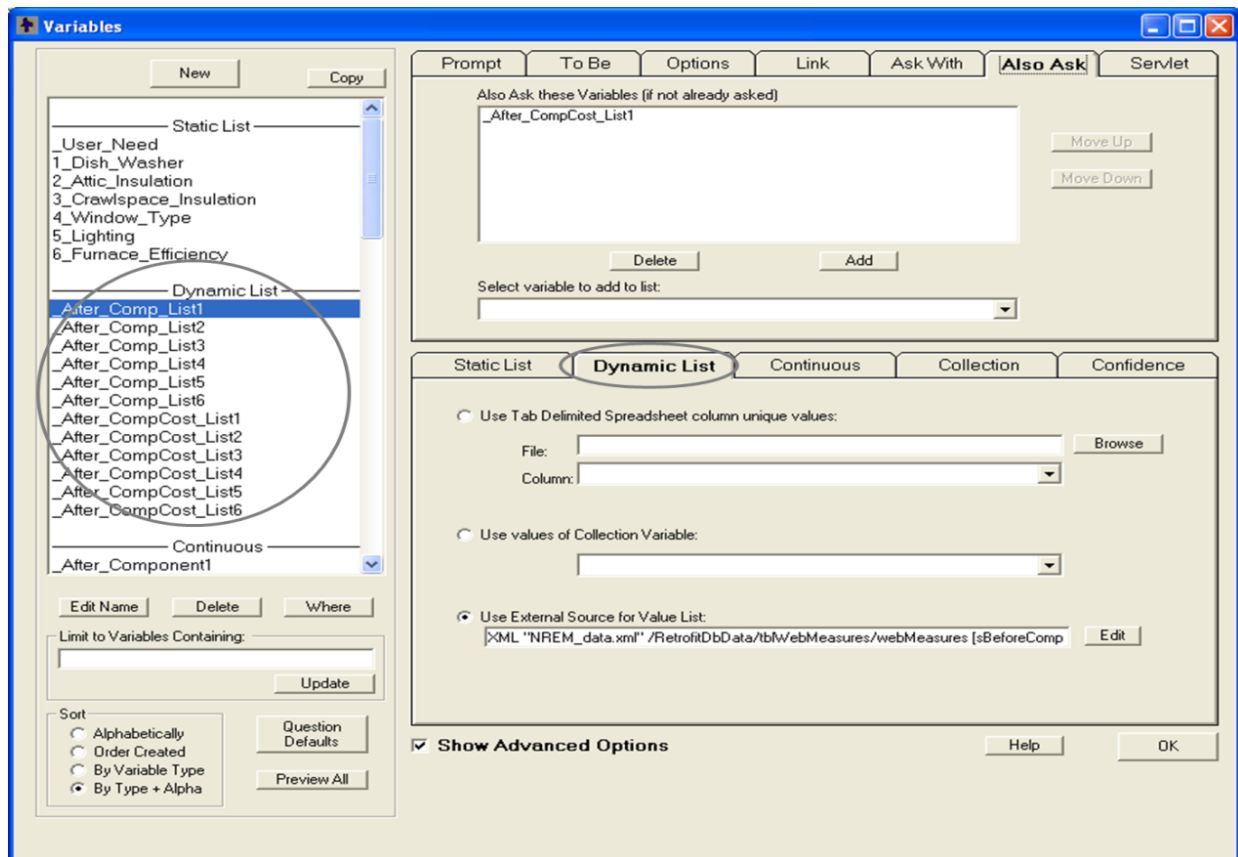 Variables
New
Copy
Static List
_User_Need
1_Dish_Washer
2_Attic_Insulation
3_Crawlspace_Insulation
4_Window_Type
5_Lighting
6_Furnace_Efficiency
Dynamic List
_After_Comp_List1
_After_Comp_List2
_After_Comp_List3
_After_Comp_List4
_After_Comp_List5
_After_Comp_List6
_After_CompCost_List1
_After_CompCost_List2
_After_CompCost_List3
_After_CompCost_List4
_After_CompCost_List5
_After_CompCost_List6
Continuous
_After_Component1
Edit Name Delete Where
Limit to Variables Containing:
Update
Sort
Alphabetically
Order Created
By Variable Type
By Type + Alpha
Question
Defaults
Preview All
Prompt To Be Options Link Ask With Also Ask Servlet
Also Ask these Variables (if not already asked)
_After_CompCost_List1
Move Up
Move Down
Delete Add
Select variable to add to list:
Static List Dynamic List Continuous Collection Confidence
Use Tab Delimited Spreadsheet column unique values:
File:
Browse
Column:
Use values of Collection Variable:
Use External Source for Value List:
XML "NREM_data.xml" /RetrofitDbData/tblWebMeasures/webMeasures [sBeforeComp
Edit
Show Advanced Options
Help
OK